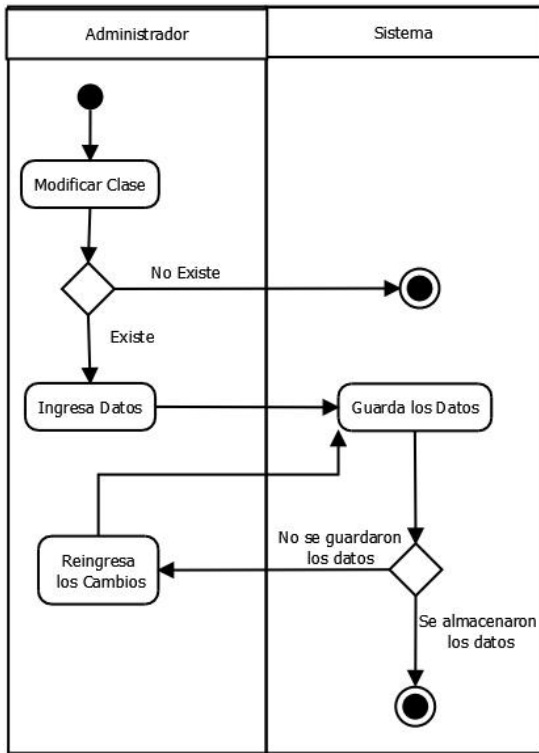 Administrador
Sistema
Modificar Clase
No Existe
Existe
Ingresa Datos
Guarda los Datos
No se guardaron
los datos
Reingresa
los Cambios
Se almacenaron
los datos